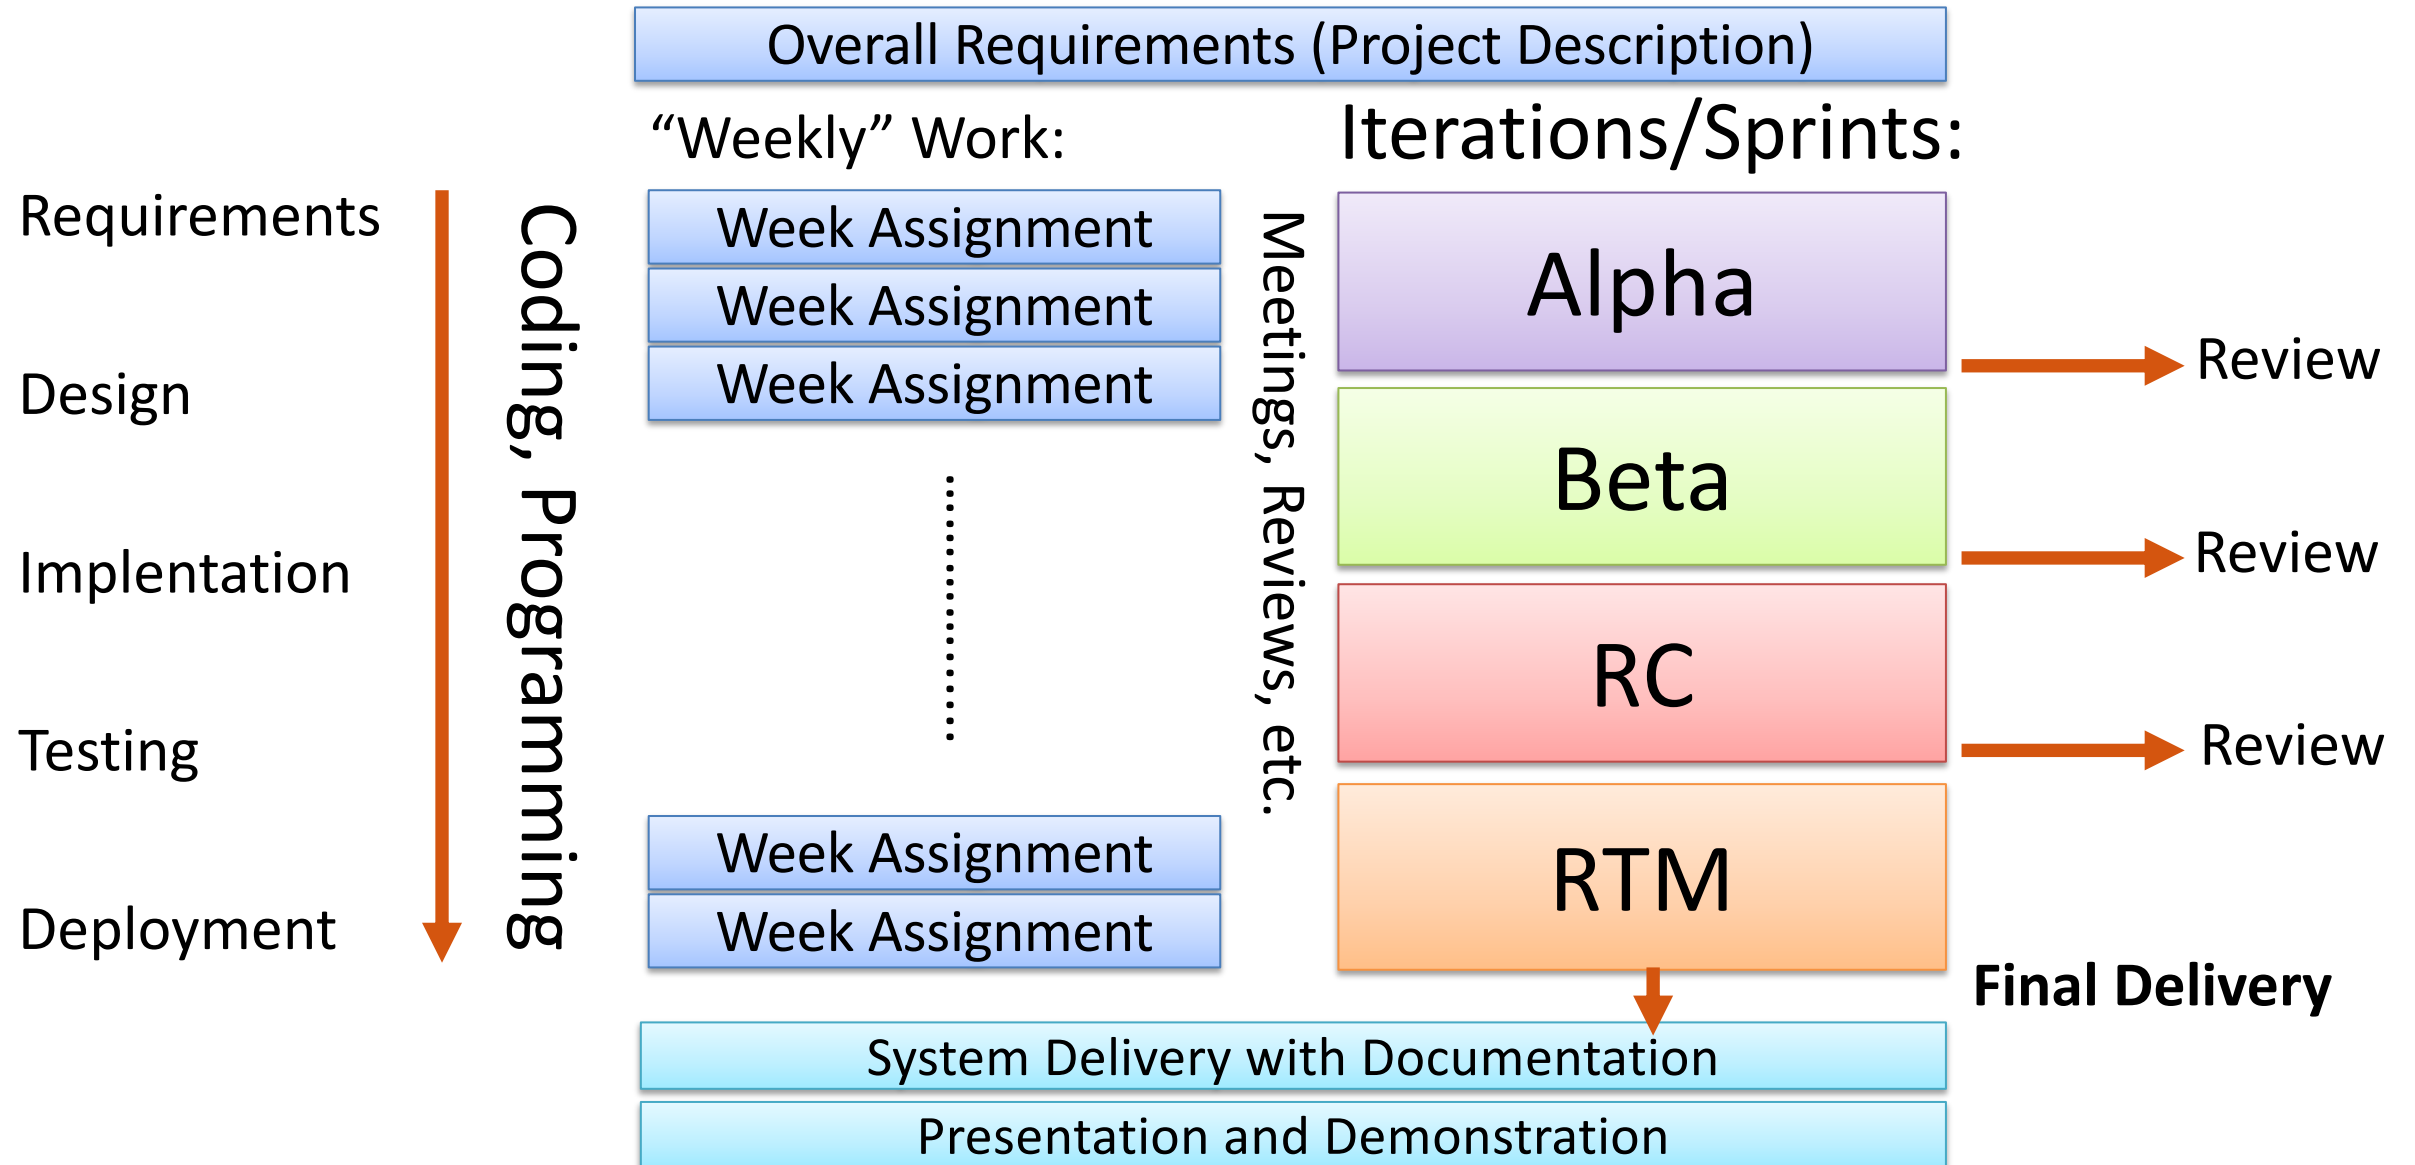 Overall Requirements (Project Description)
“Weekly” Work:
Iterations/Sprints:
Requirements
Design
Implentation
Testing
Deployment
Coding, Programming
Week Assignment
Week Assignment
Week Assignment
Week Assignment
Week Assignment
Meetings, Reviews, etc.
Alpha
Beta
RC
RTM
Review
Review
Review
Final Delivery
System Delivery with Documentation
Presentation and Demonstration